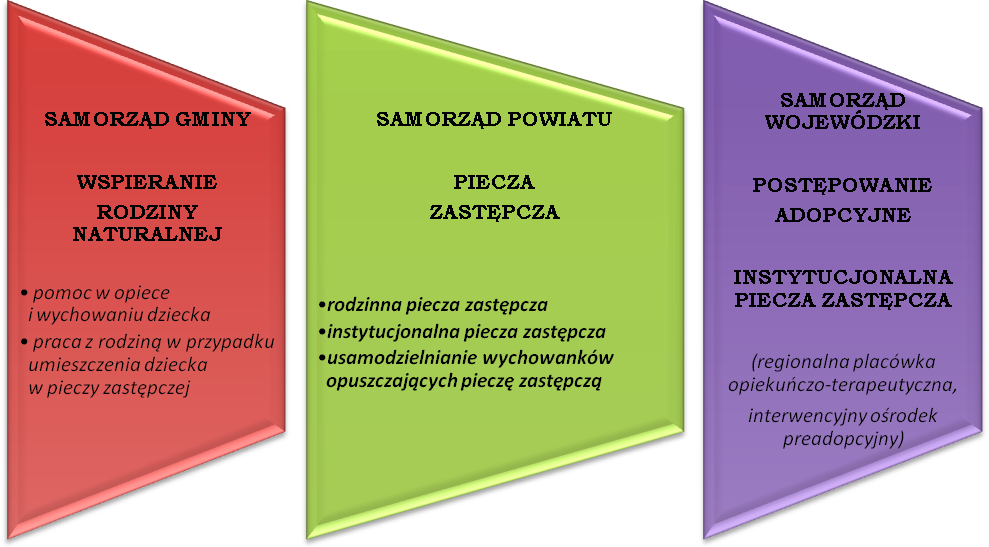 SAMORZĄD GMINY
WSPIERANIE
RODZINY
NATURALNEJ
• pomoc w opiece
i wychowaniu dziecka
• praca z rodziną w przypadku
umieszczenia dziecka
w pieczy zastępczej
SAMORZĄD POWIATU
PIECZA
ZASTĘPCZA
•rodzinna piecza zastępcza
•instytucjonalna piecza zastępcza
•usamodzielnianie wychowanków
opuszczających pieczę zastępczą
SAMORZĄD
WOJEWÓDZKI
POSTĘPOWANIE
ADOPCYJNE
INSTYTUCJONALNA
PIECZA ZASTĘPCZA
(regionalna placówka
opiekuńczo-terapeutyczna,
interwencyjny ośrodek
preadopcyjny)